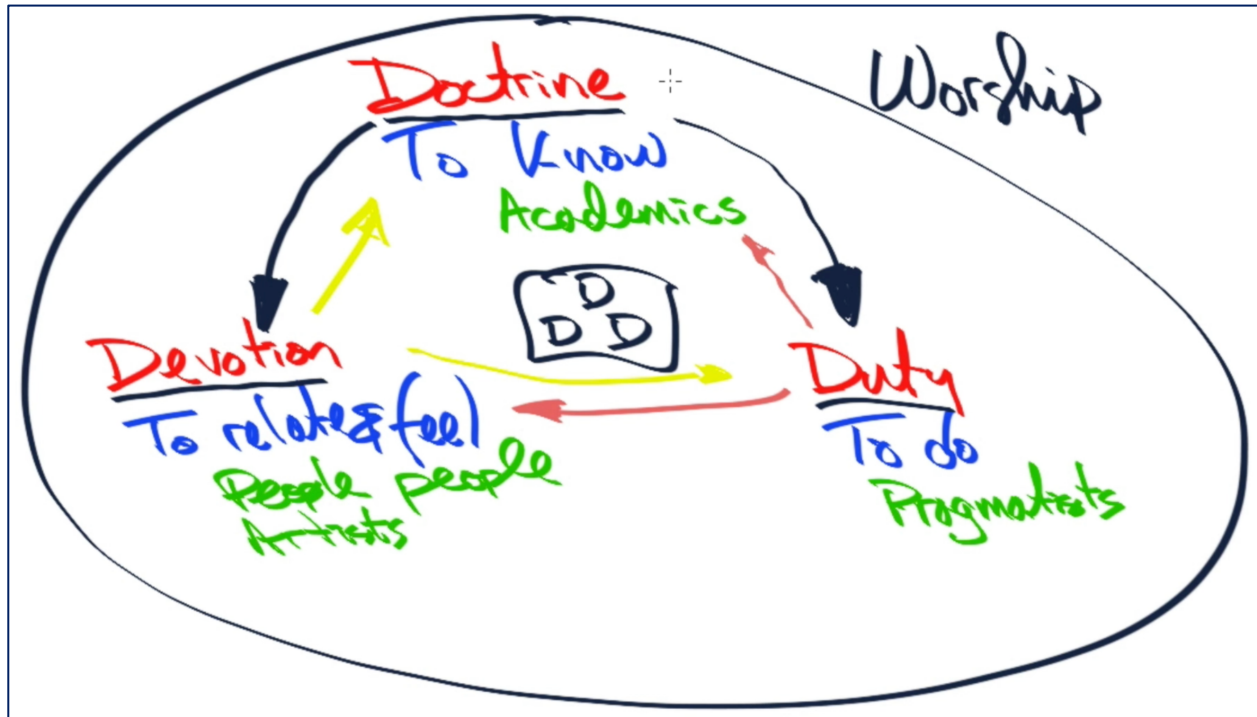 Worship
Doctrine
To Know
Academics
D
D D
Devotion
To relate & feel
People people
Artists
Duty
To do
Pragmatists